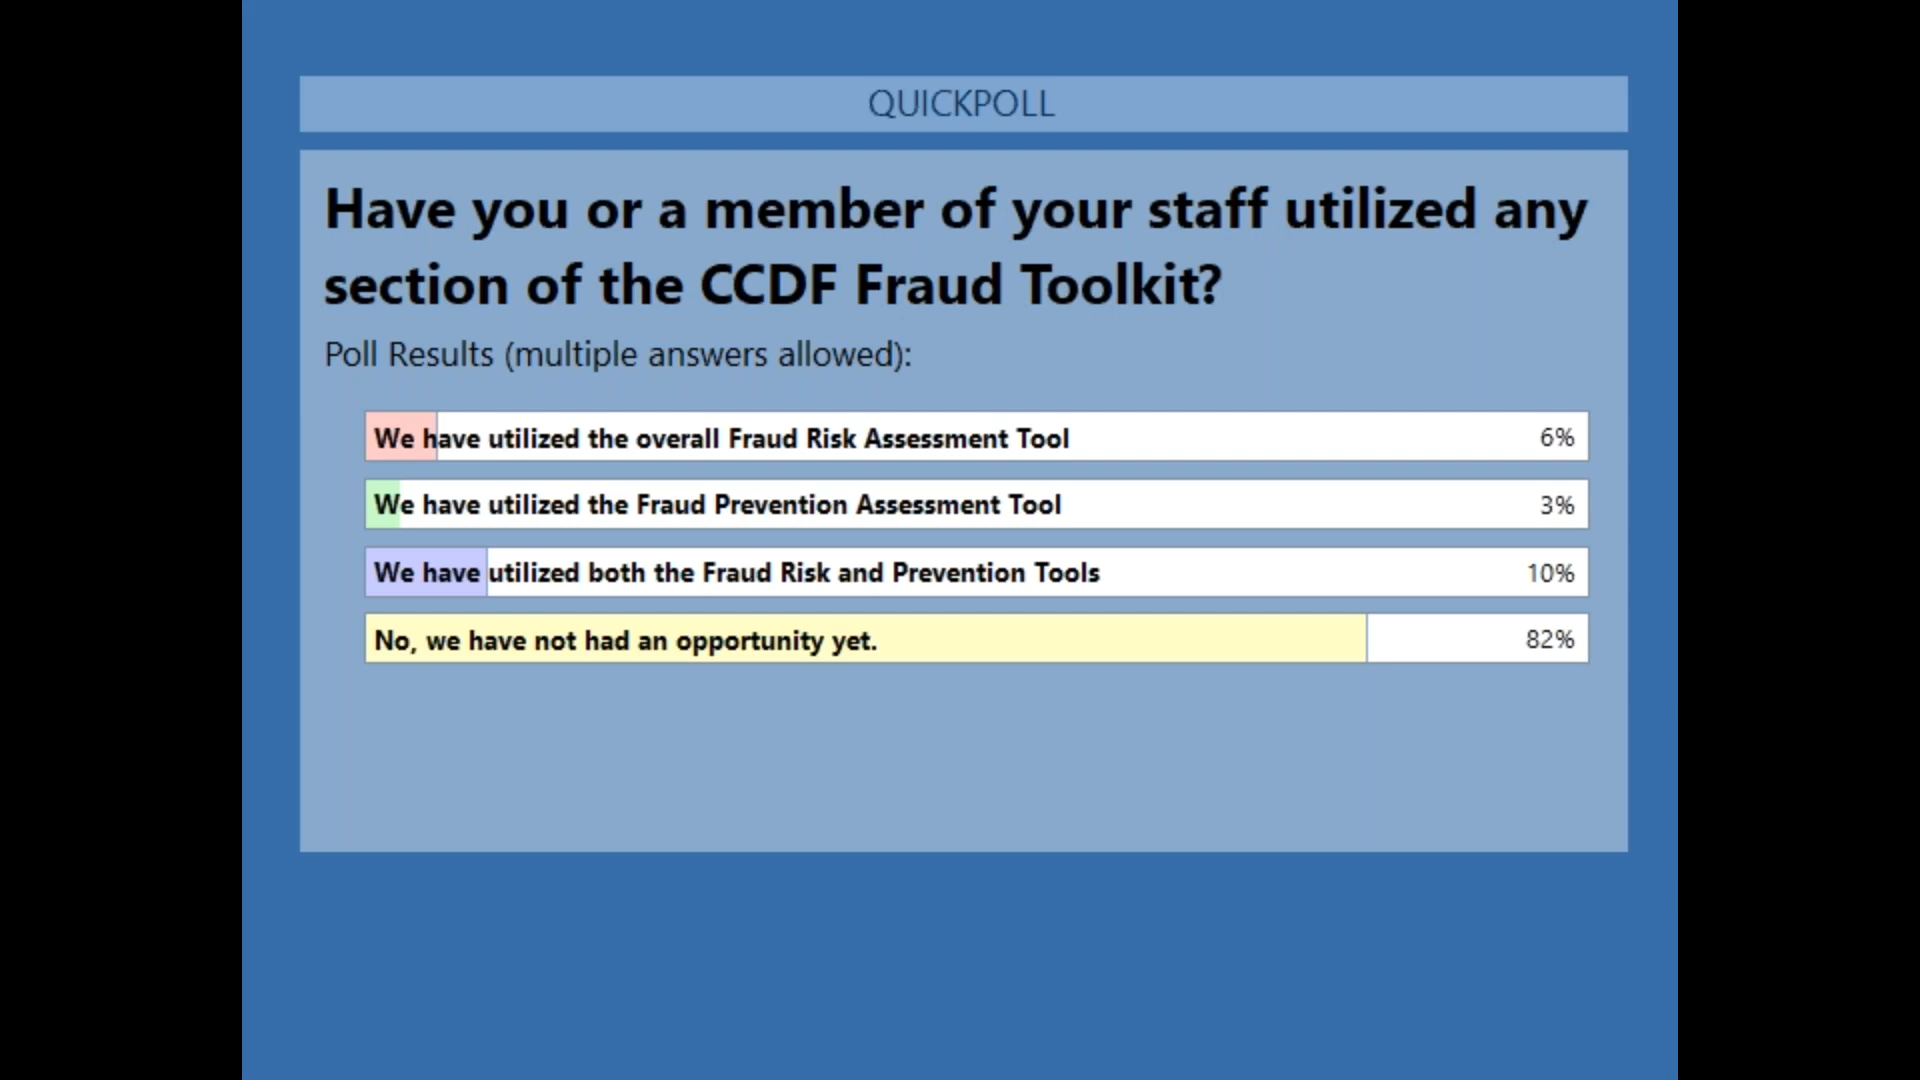 QUICKPOLL
Have you or a member of your staff utilized any
section of the CCDF Fraud Toolkit?
Poll Results (multiple answers allowed):
We have utilized the overall Fraud Risk Assessment Tool 6%
We have utilized the Fraud Prevention Assessment Tool 3%
We have utilized both the Fraud Risk and Prevention Tools 10%
No, we have not had an opportunity yet. 82%